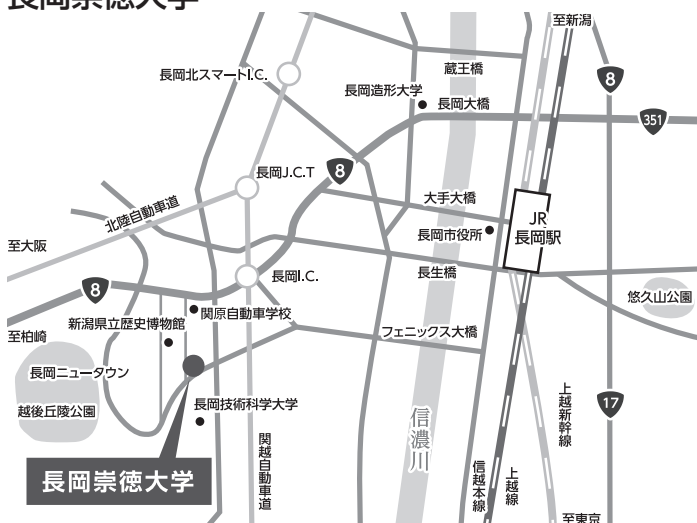 長岡崇徳大学
至新潟
蔵王橋
長岡北スマートI.C.
8
長岡造形大学
長岡大橋
351
長岡J.C.T
8
大手大橋
北陸自動車道
JR
長岡駅
長岡市役所
至大阪
長岡I.C.
長生橋
8
悠久山公園
関原自動車学校
新潟県立歴史博物館
至柏崎
フェニックス大橋
長岡ニュータウン
越後丘陵公園
長岡技術科学大学
17
上越新幹線
信濃川
関越自動車道
信越本線
上越線
長岡崇徳大学
至東京